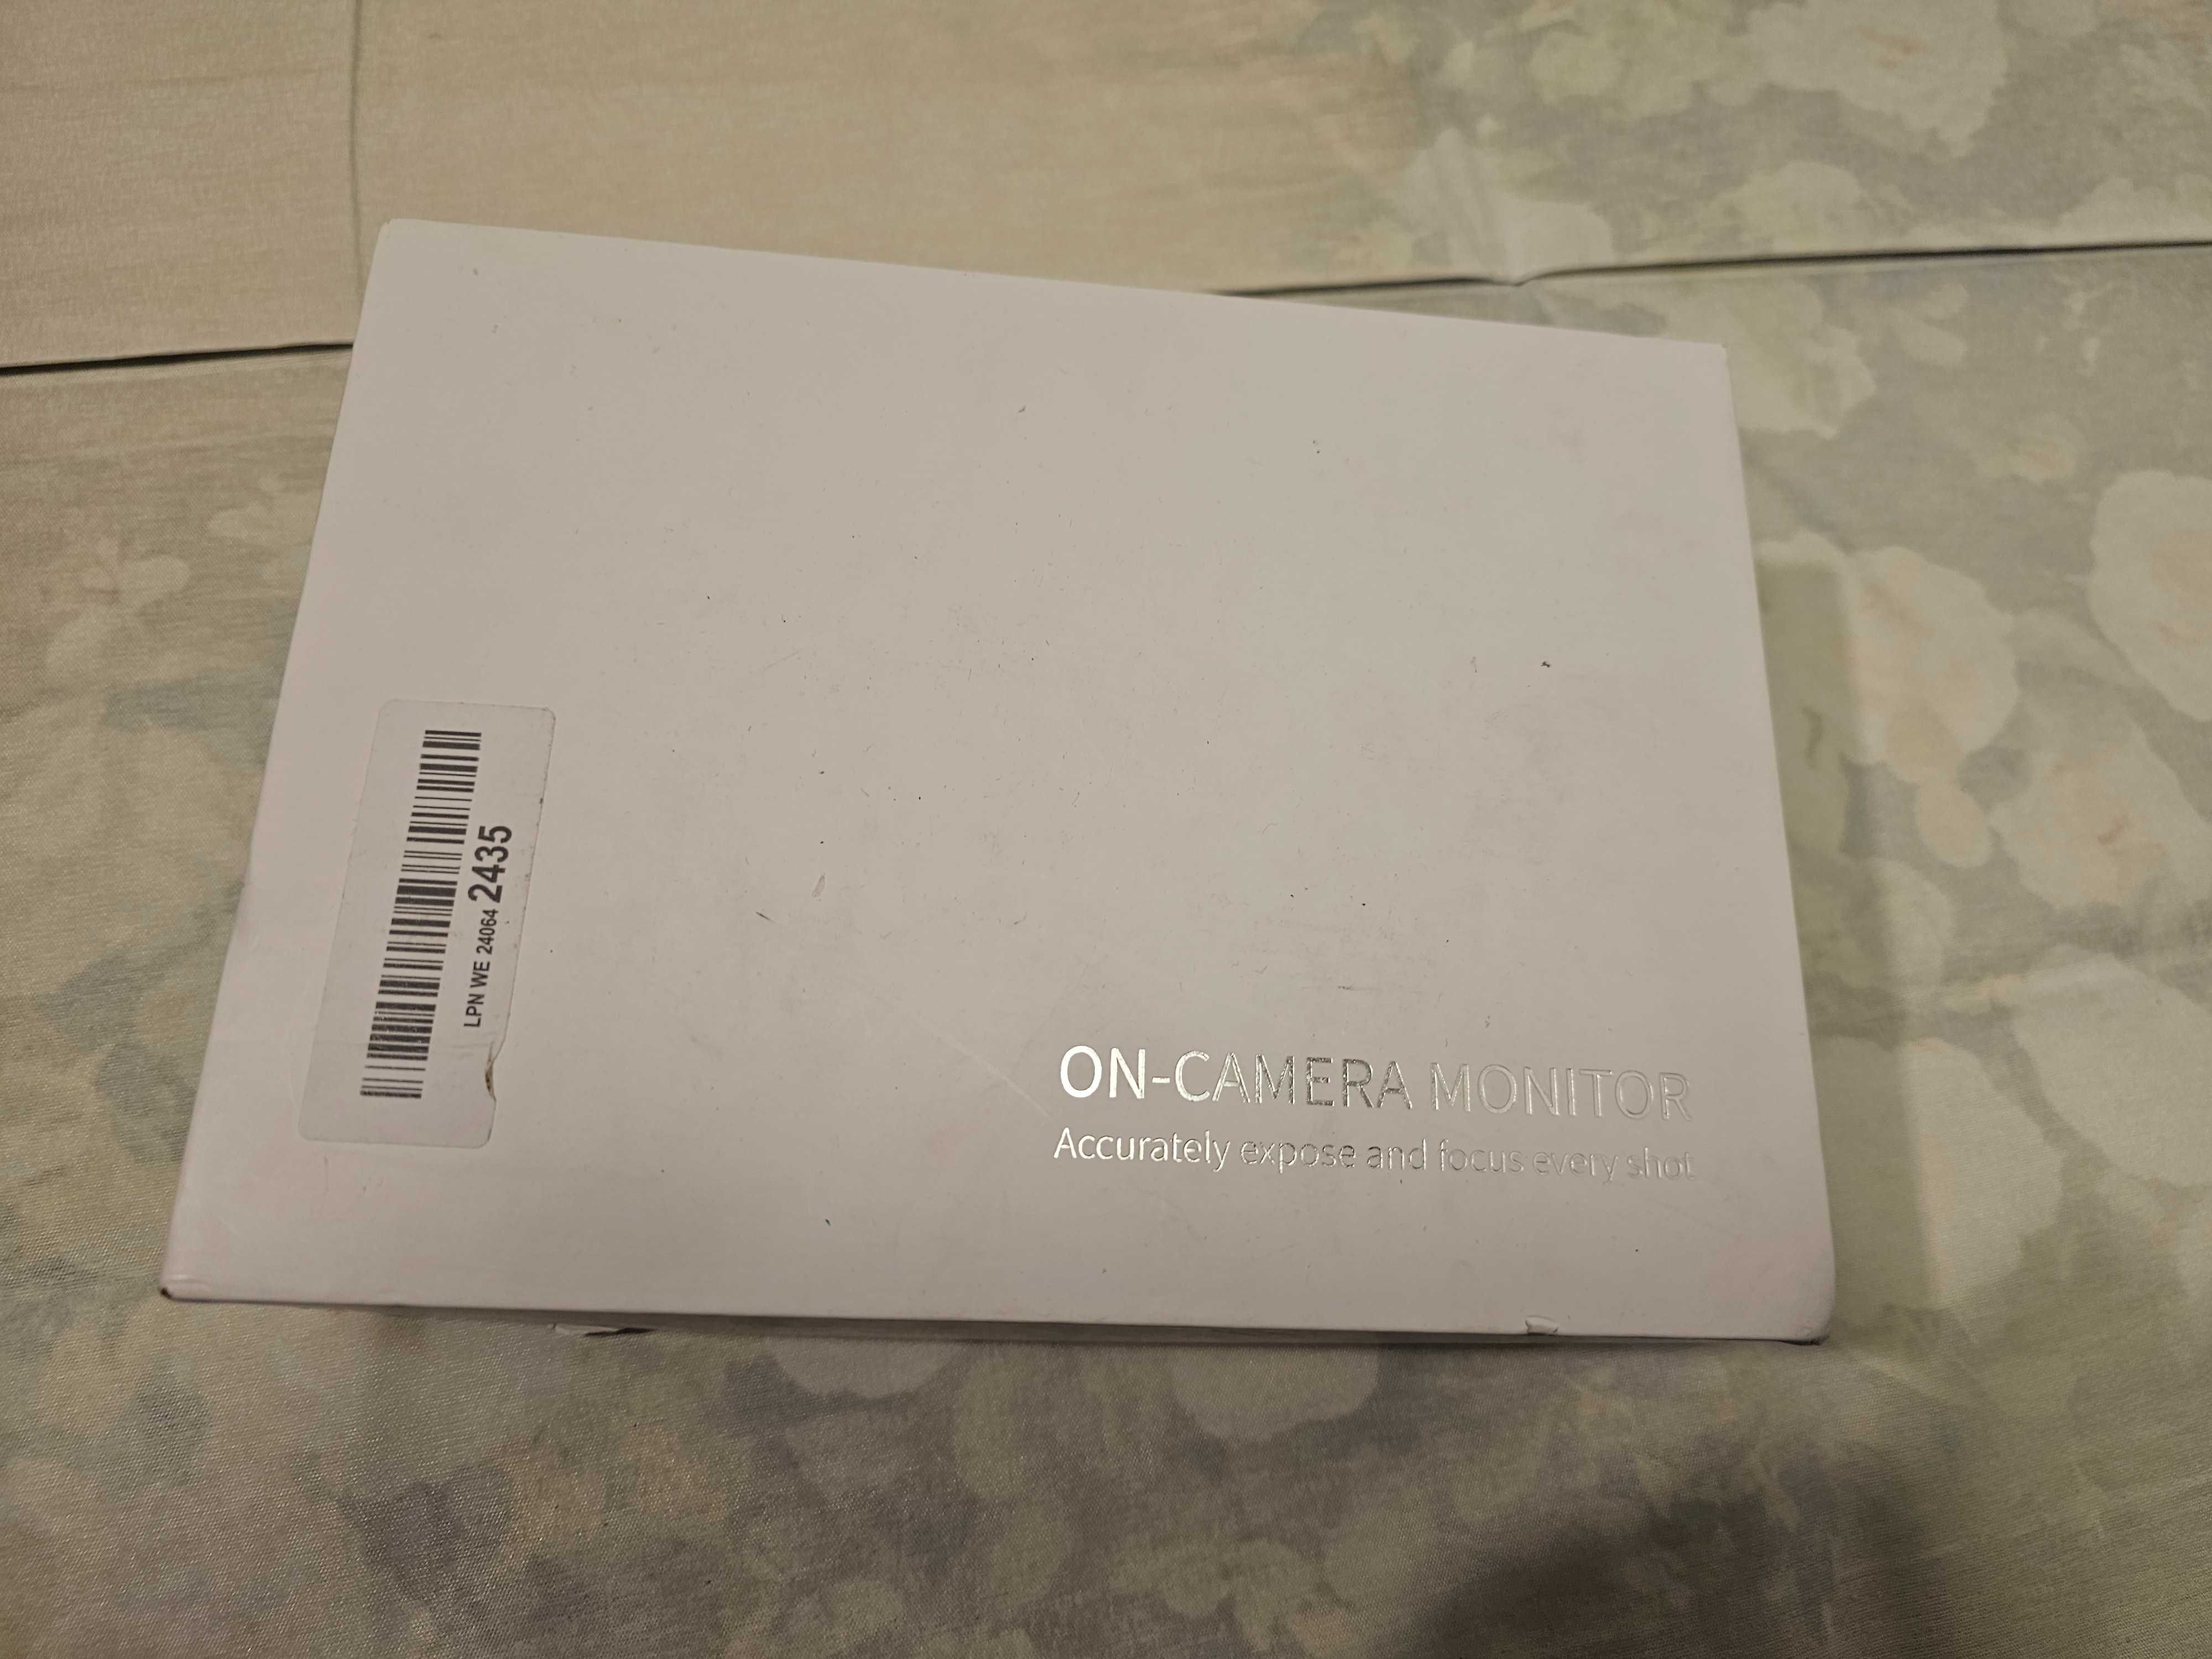 LPN WE 24064 2435
ON-CAMERA MONITOR
Accurately expose and focus every shot